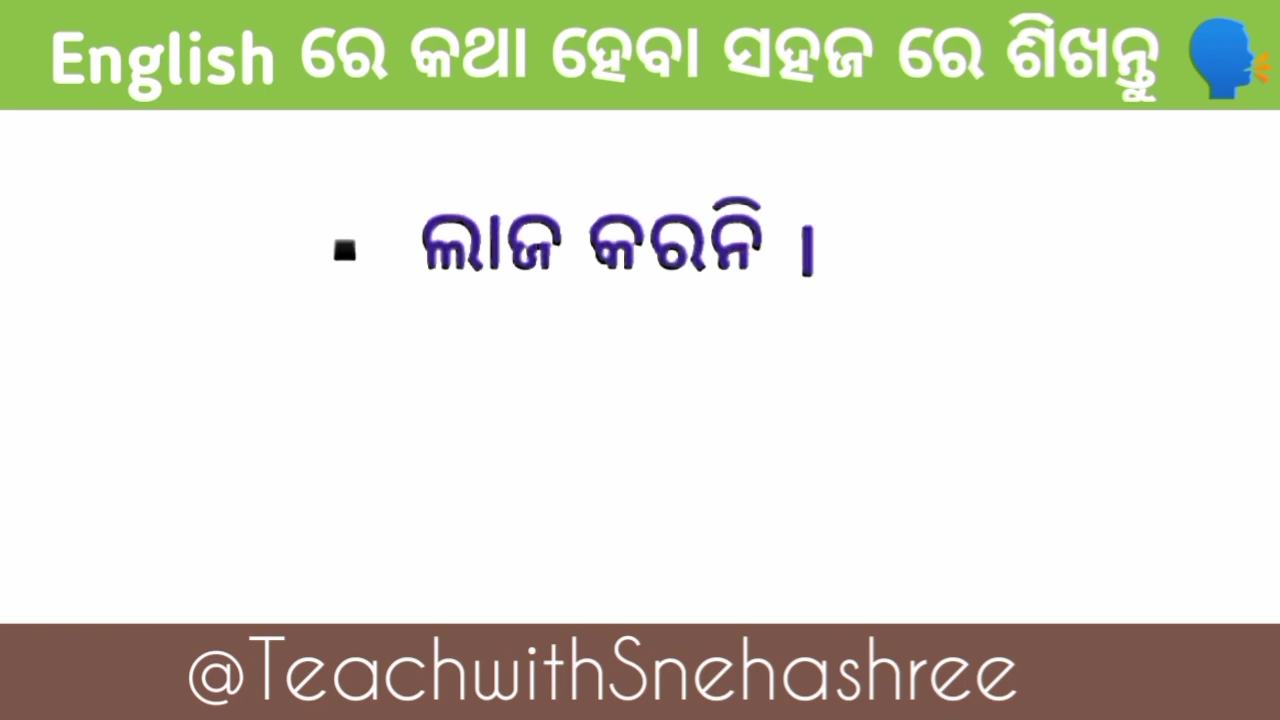 English ରେ କଥା ହେବା ସହଜ ରେ ଶିଖନ୍ତୁ
▪ ଲାଜ କରନି ।
@TeachwithSnehashree